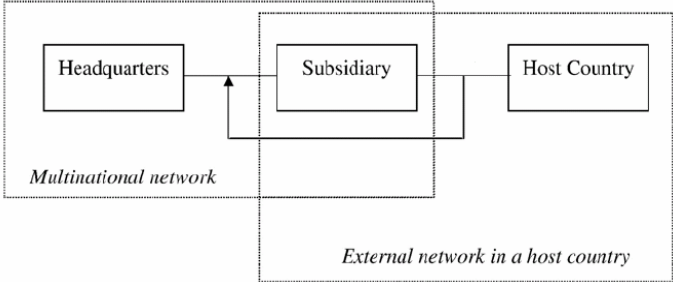 Headquarters
Subsidiary
Host Country
Multinational network
External network in a host country